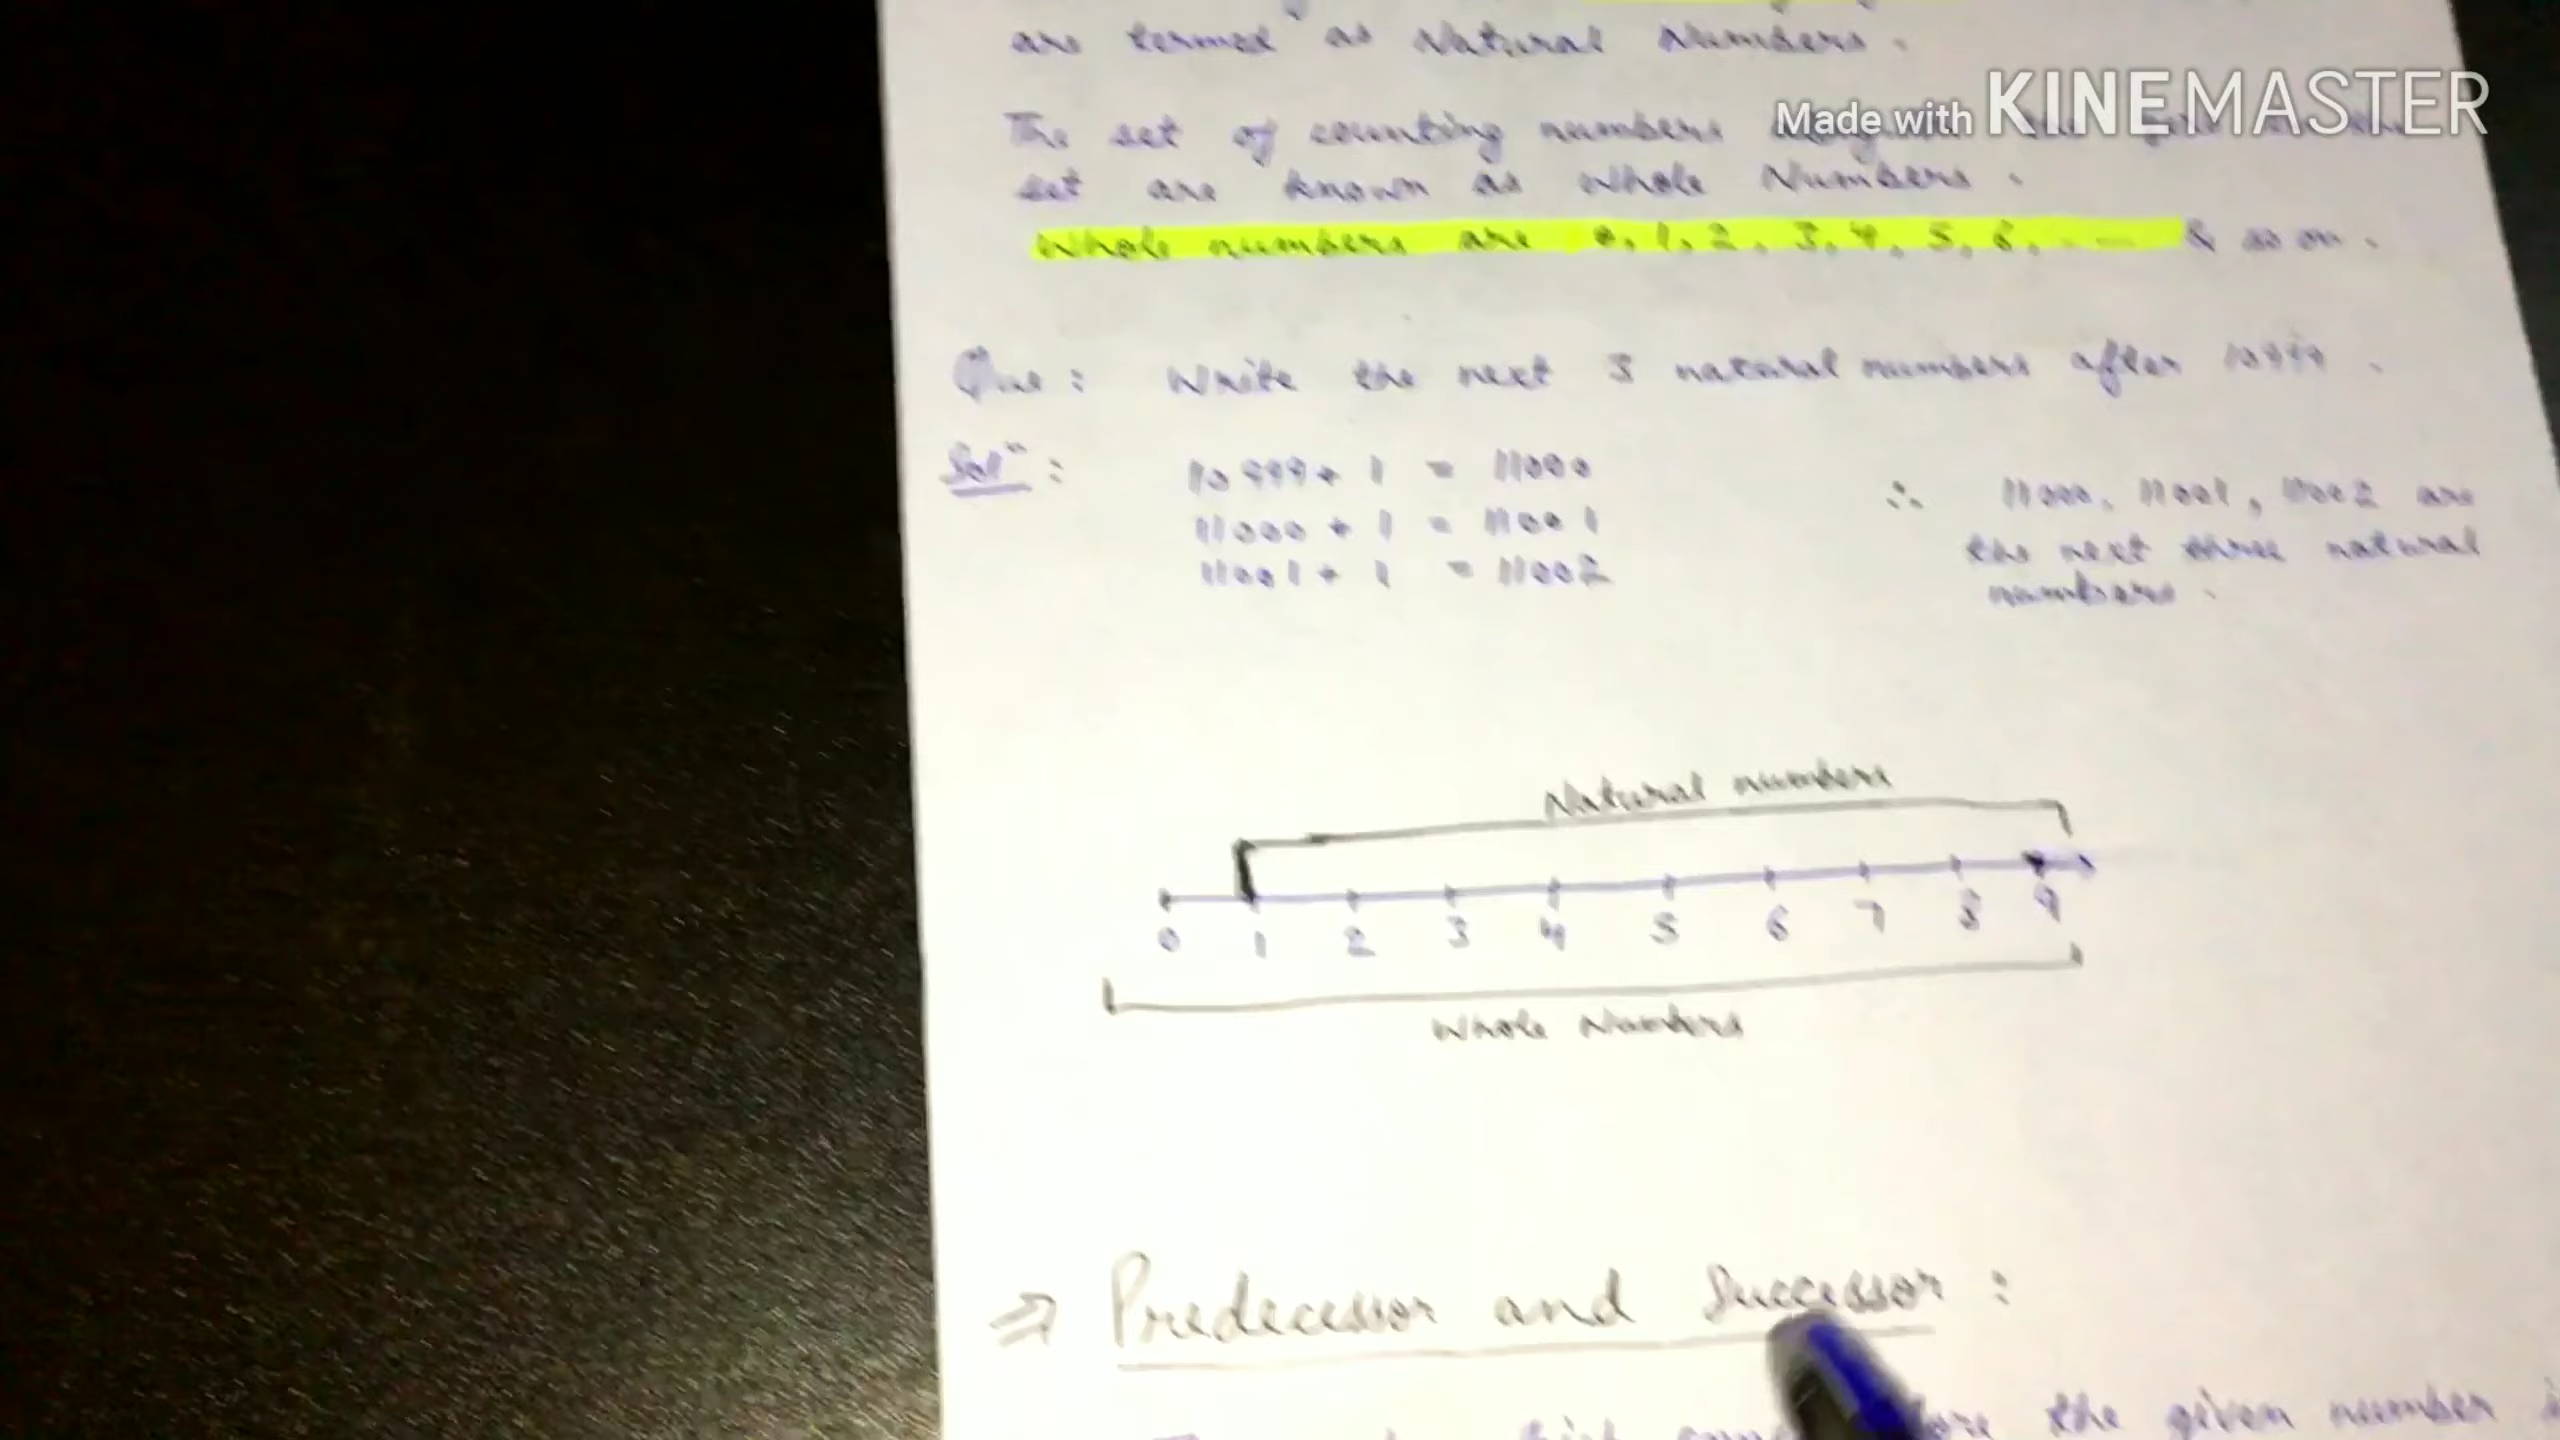 are termed as Natural Numbers.
Made with KINEMASTER
The set of counting numbers
set are known as Whole Numbers.
Whole numbers are 0, 1, 2, 3, 4, 5, 6, ... & so on.
Que: Write the next 3 natural numbers after 10999.
Solⁿ: 10999 + 1 = 11000
11000 + 1 = 11001
11001 + 1 = 11002
∴ 11000, 11001, 11002 are
the next three natural
numbers.
Natural numbers
0 1 2 3 4 5 6 7 8 9
Whole Numbers
⇒ Predecessor and Successor:
the given number